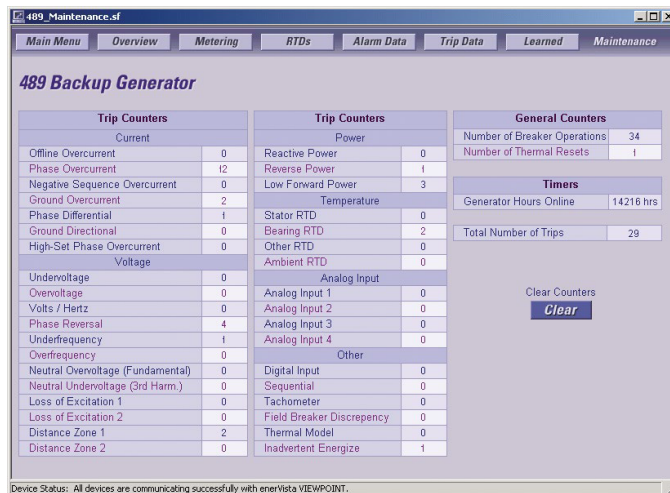 489_Maintenance.sf
Main Menu Overview Metering RTDs Alarm Data Trip Data Learned Maintenance
489 Backup Generator
Trip Counters
Current
Offline Overcurrent 0
Phase Overcurrent 12
Negative Sequence Overcurrent 0
Ground Overcurrent 2
Phase Differential 1
Ground Directional 0
High-Set Phase Overcurrent 0
Voltage
Undervoltage 0
Overvoltage 0
Volts / Hertz 0
Phase Reversal 4
Underfrequency 1
Overfrequency 0
Neutral Overvoltage (Fundamental) 0
Neutral Undervoltage (3rd Harm.) 0
Loss of Excitation 1 0
Loss of Excitation 2 0
Distance Zone 1 2
Distance Zone 2 0
Trip Counters
Power
Reactive Power 0
Reverse Power 1
Low Forward Power 3
Temperature
Stator RTD 0
Bearing RTD 2
Other RTD 0
Ambient RTD 0
Analog Input
Analog Input 1 0
Analog Input 2 0
Analog Input 3 0
Analog Input 4 0
Other
Digital Input 0
Sequential 0
Tachometer 0
Field Breaker Discrepency 0
Thermal Model 0
Inadvertent Energize 1
General Counters
Number of Breaker Operations 34
Number of Thermal Resets 1
Timers
Generator Hours Online 14216 hrs
Total Number of Trips 29
Clear Counters
Clear
Device Status: All devices are communicating successfully with enerVista VIEWPOINT.